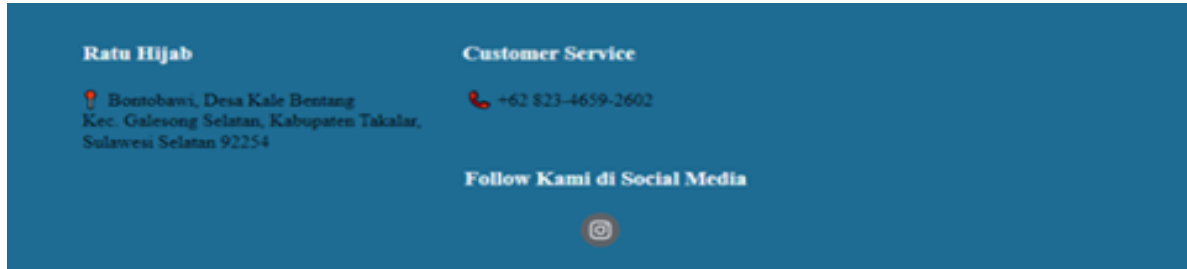 Ratu Hijab
Bontobawi, Desa Kale Bentang
Kec. Galesong Selatan, Kabupaten Takalar,
Sulawesi Selatan 92254
Customer Service
+62 823-4659-2602
Follow Kami di Social Media